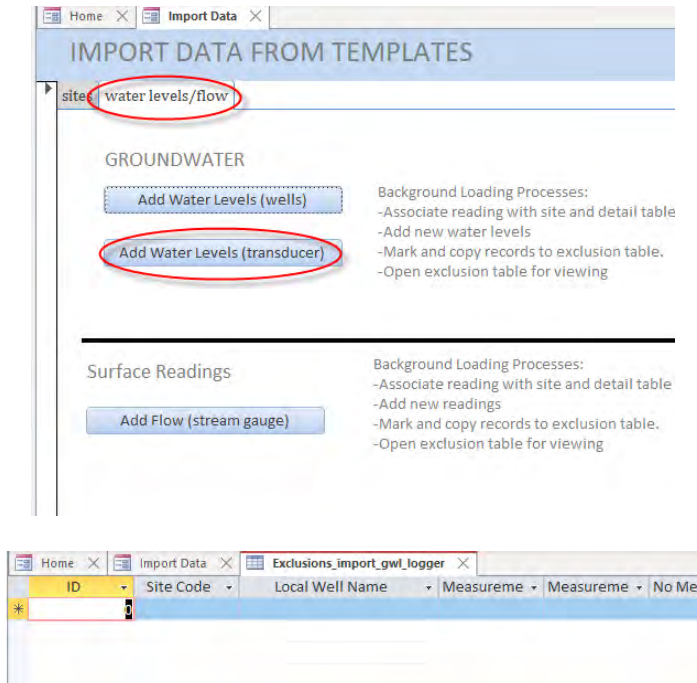 Home Import Data
IMPORT DATA FROM TEMPLATES
sites water levels/flow
GROUNDWATER
Add Water Levels (wells)
Background Loading Processes:
-Associate reading with site and detail table
-Add new water levels
-Mark and copy records to exclusion table.
-Open exclusion table for viewing
Add Water Levels (transducer)
Surface Readings
Background Loading Processes:
-Associate reading with site and detail table
-Add new readings
-Mark and copy records to exclusion table.
-Open exclusion table for viewing
Add Flow (stream gauge)
Home Import Data Exclusions_import_gwl_logger
ID Site Code Local Well Name Measureme Measureme No Me
* 0